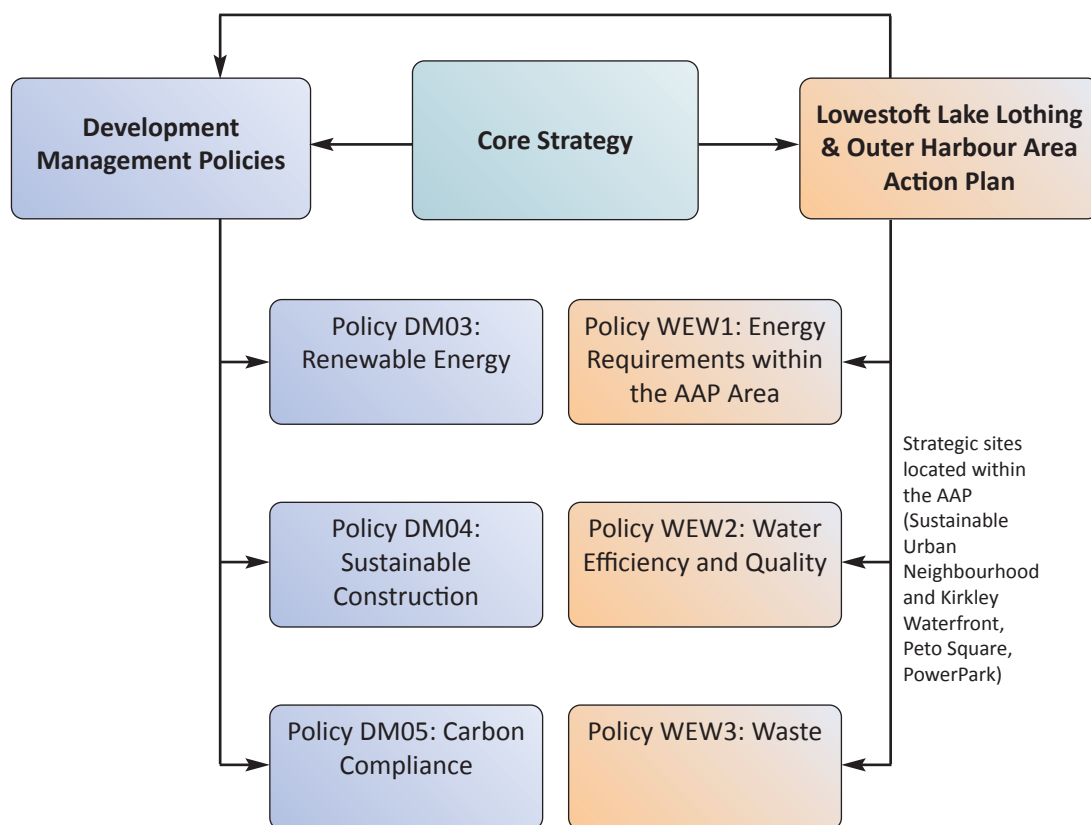 Development
Management Policies
Core Strategy
Lowestoft Lake Lothing
& Outer Harbour Area
Action Plan
Policy DM03:
Renewable Energy
Policy WEW1: Energy
Requirements within
the AAP Area
Policy DM04:
Sustainable
Construction
Policy WEW2: Water
Efficiency and Quality
Strategic sites
located within
the AAP
(Sustainable
Urban
Neighbourhood
and Kirkley
Waterfront,
Peto Square,
PowerPark)
Policy DM05: Carbon
Compliance
Policy WEW3: Waste